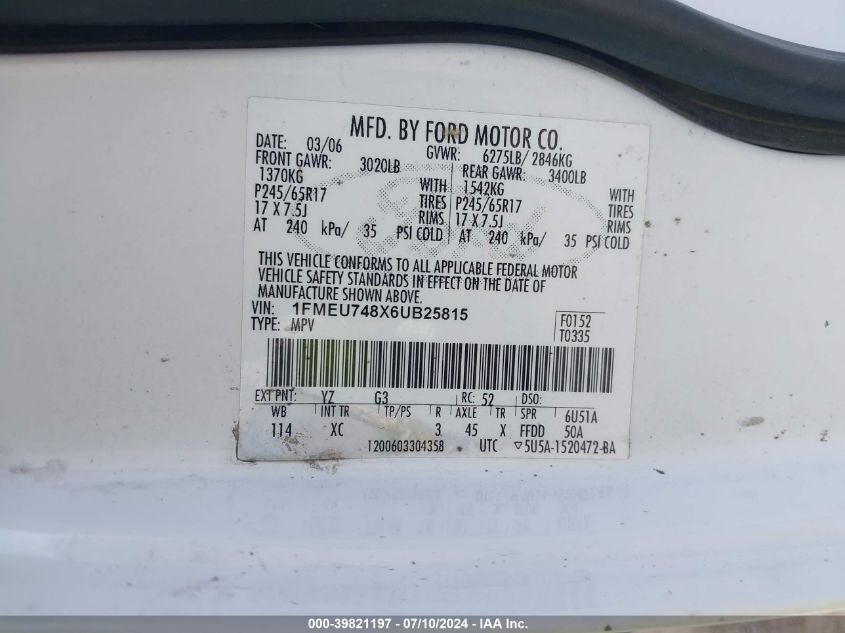 MFD. BY FORD MOTOR CO.
DATE: 03/06 GVWR: 6275LB/ 2846KG
FRONT GAWR: 3020LB REAR GAWR: 3400LB
1370KG WITH 1542KG WITH
P245/65R17 TIRES P245/65R17 TIRES
17 X 7.5J RIMS 17 X 7.5J RIMS
AT 240 kPa/ 35 PSI COLD AT 240 kPa/ 35 PSI COLD
THIS VEHICLE CONFORMS TO ALL APPLICABLE FEDERAL MOTOR
VEHICLE SAFETY STANDARDS IN EFFECT ON THE DATE OF
MANUFACTURE SHOWN ABOVE.
VIN: 1FMEU748X6UB25815 F0152
TYPE: MPV T0335
EXT PNT: YZ G3 RC: 52 DSO:
WB INT TR TP/PS R AXLE TR SPR 6U51A
114 XC 3 45 X FFDD 50A
1200603304358 UTC ▽5U5A-1520472-BA
Ford
000-39821197 - 07/10/2024 - IAA Inc.